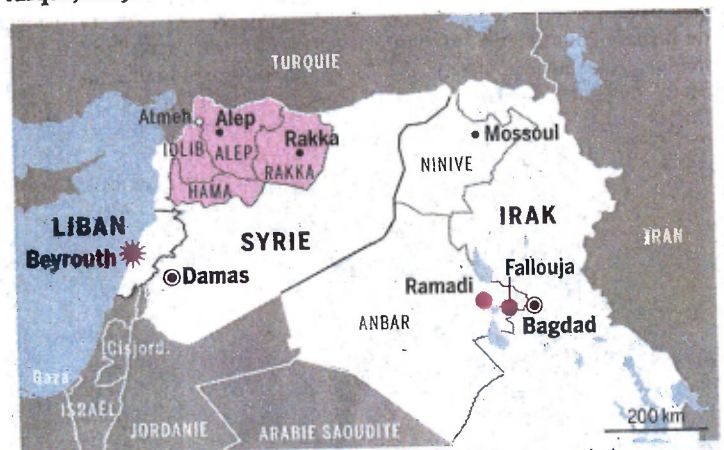 TURQUIE
Atmeh
Alep
Rakka
Mossoul
IDLIB
ALEP
RAKKA
NINIVE
HAMA
LIBAN
SYRIE
IRAK
IRAN
Beyrouth
Damas
Ramadi
Fallouja
ANBAR
Bagdad
Cisjord.
Gaza
ISRAËL
JORDANIE
ARABIE SAOUDITE
200 km